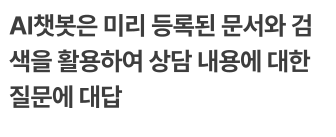 AI챗봇은 미리 등록된 문서와 검
색을 활용하여 상담 내용에 대한
질문에 대답